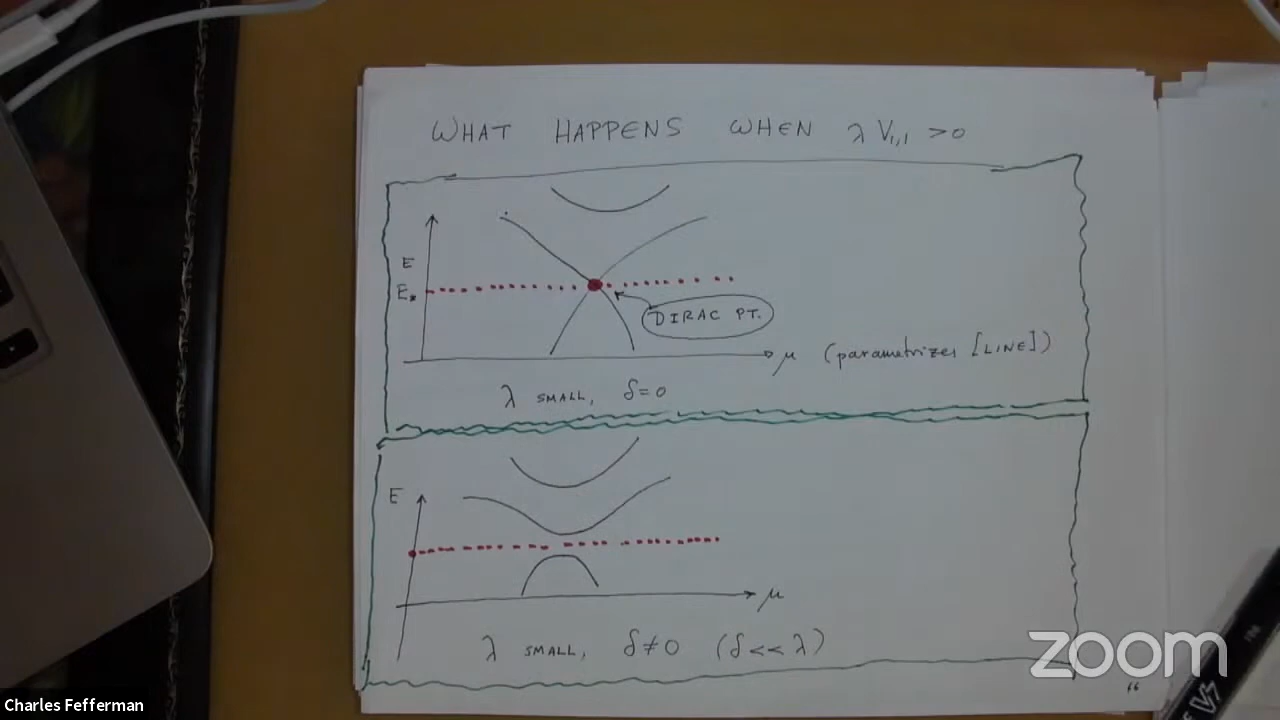 WHAT HAPPENS WHEN λ V₁,₁ > 0
E
E*
DIRAC PT.
μ (parametrizes [LINE])
λ SMALL, δ = 0
E
μ
λ SMALL, δ ≠ 0 (δ << λ)
zoom
Charles Fefferman